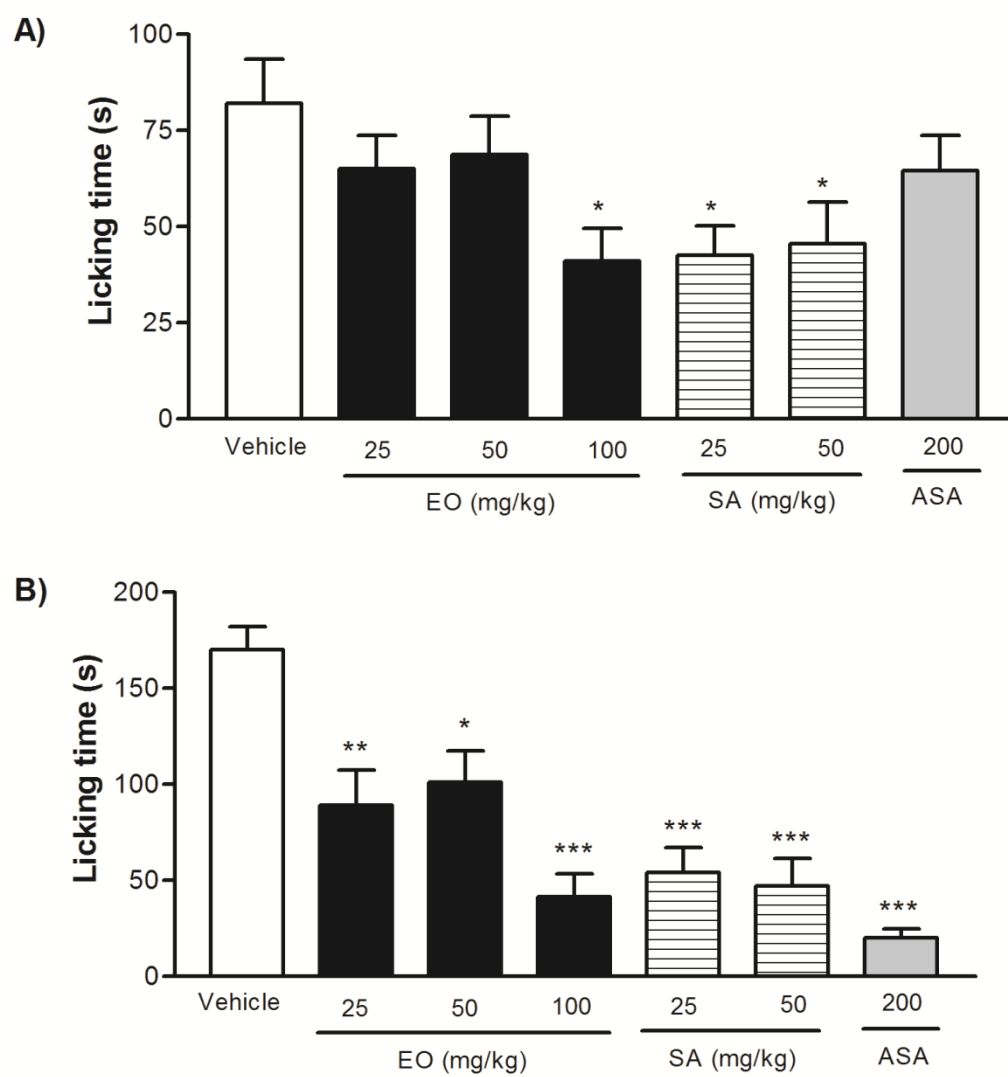 A)
100
75
50
25
0
Licking time (s)
* * *
Vehicle 25 50 100 25 50 200
EO (mg/kg) SA (mg/kg) ASA
B)
200
150
100
50
0
Licking time (s)
** * *** *** *** ***
Vehicle 25 50 100 25 50 200
EO (mg/kg) SA (mg/kg) ASA